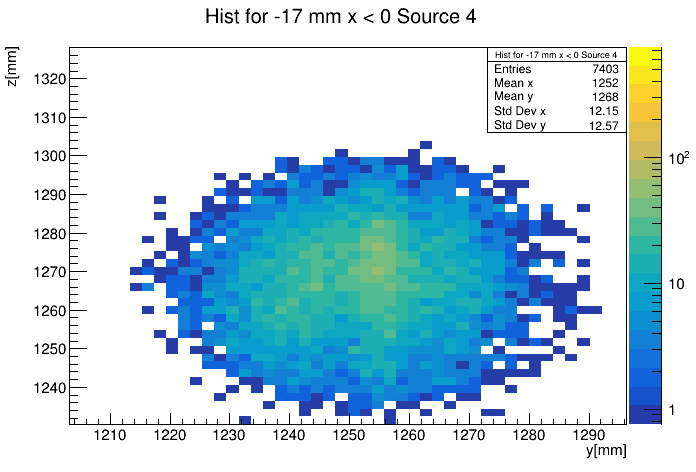 Hist for -17 mm x < 0 Source 4
z[mm]
Hist for -17 mm x < 0 Source 4
Entries 7403
Mean x 1252
Mean y 1268
Std Dev x 12.15
Std Dev y 12.57
1320
1310
1300
1290
1280
1270
1260
1250
1240
10²
10
1
1210 1220 1230 1240 1250 1260 1270 1280 1290
y[mm]